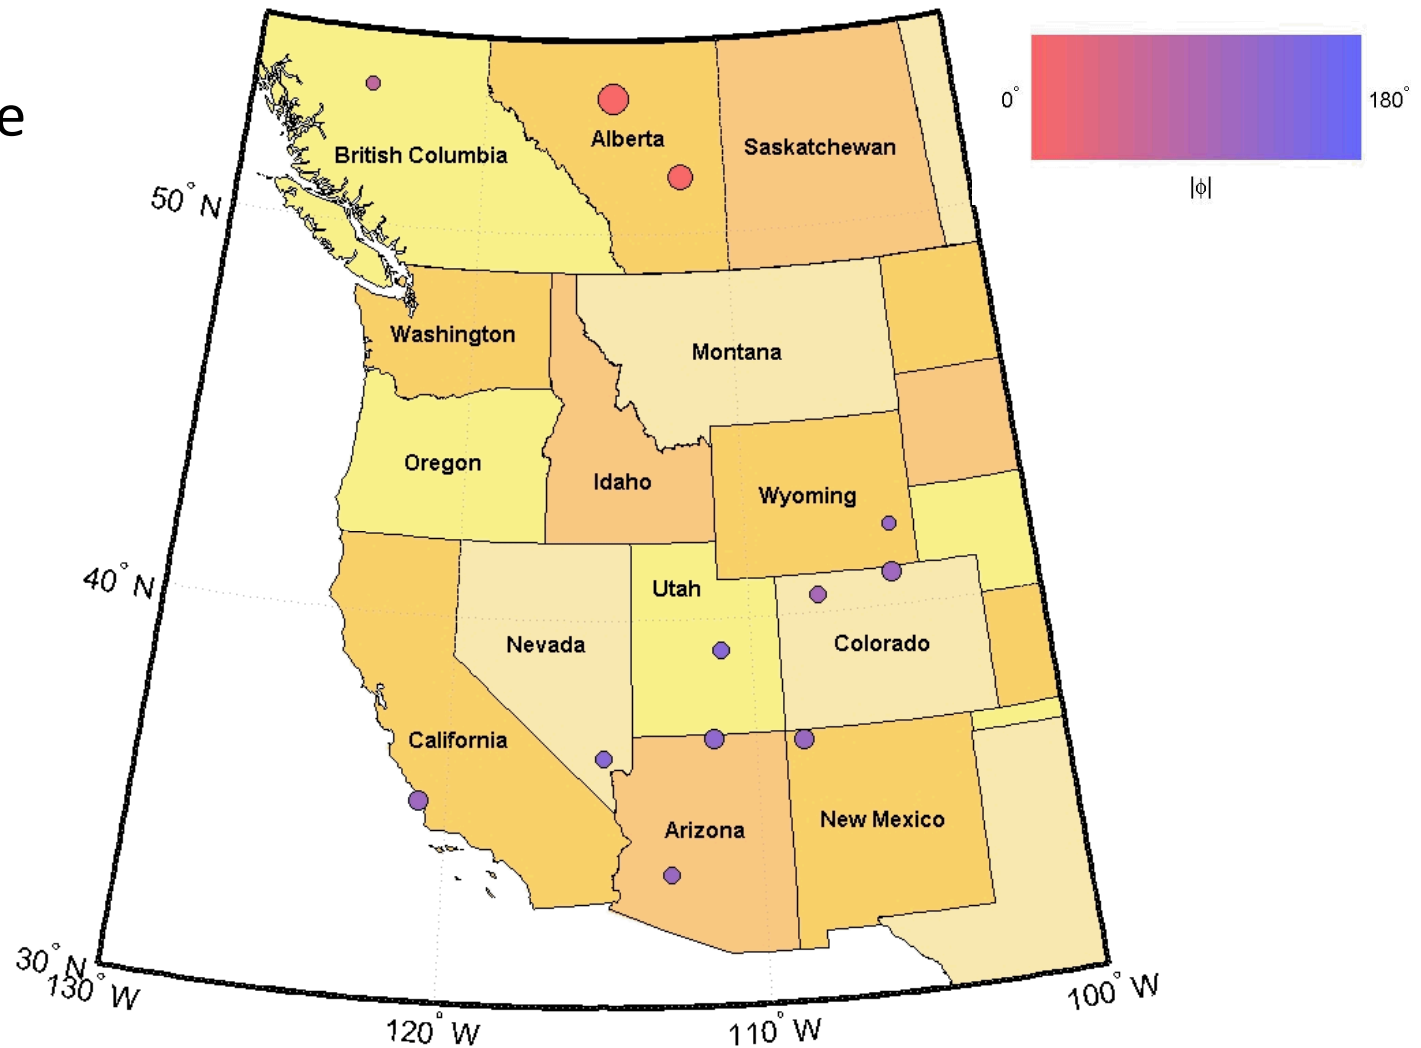 e
0°
180°
|ϕ|
British Columbia
Alberta
Saskatchewan
50° N
Washington
Montana
Oregon
Idaho
Wyoming
40° N
Utah
Nevada
Colorado
California
Arizona
New Mexico
30° N
130° W
120° W
110° W
100° W